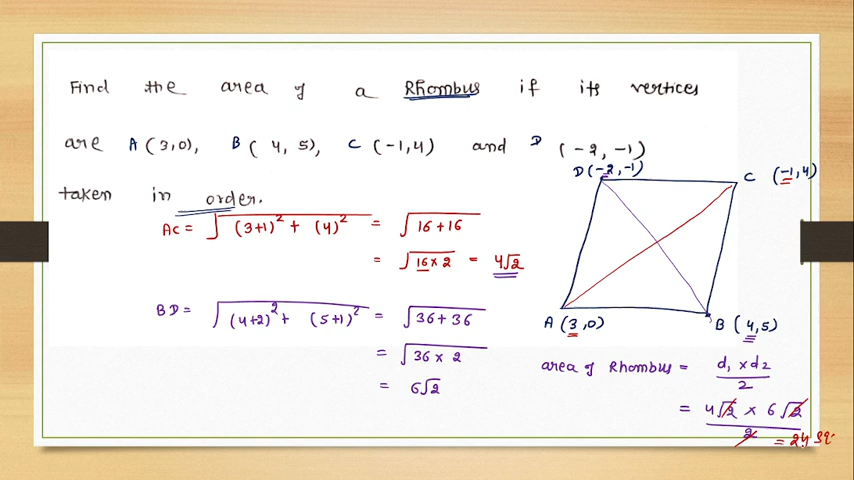 Find the area of a Rhombus if its vertices
are A (3,0), B (4, 5), C (-1,4) and D (-2, -1)
taken in order.
D(-2,-1)
C (-1,4)
A (3,0)
B (4,5)
AC = √((3+1)² + (4)²) = √(16+16)
= √(16×2) = 4√2
BD = √((4+2)² + (5+1)²) = √(36+36)
= √(36 × 2)
= 6√2
area of Rhombus = (d₁ × d₂)/2
= (4√2 × 6√2)/2
= 24 sq.